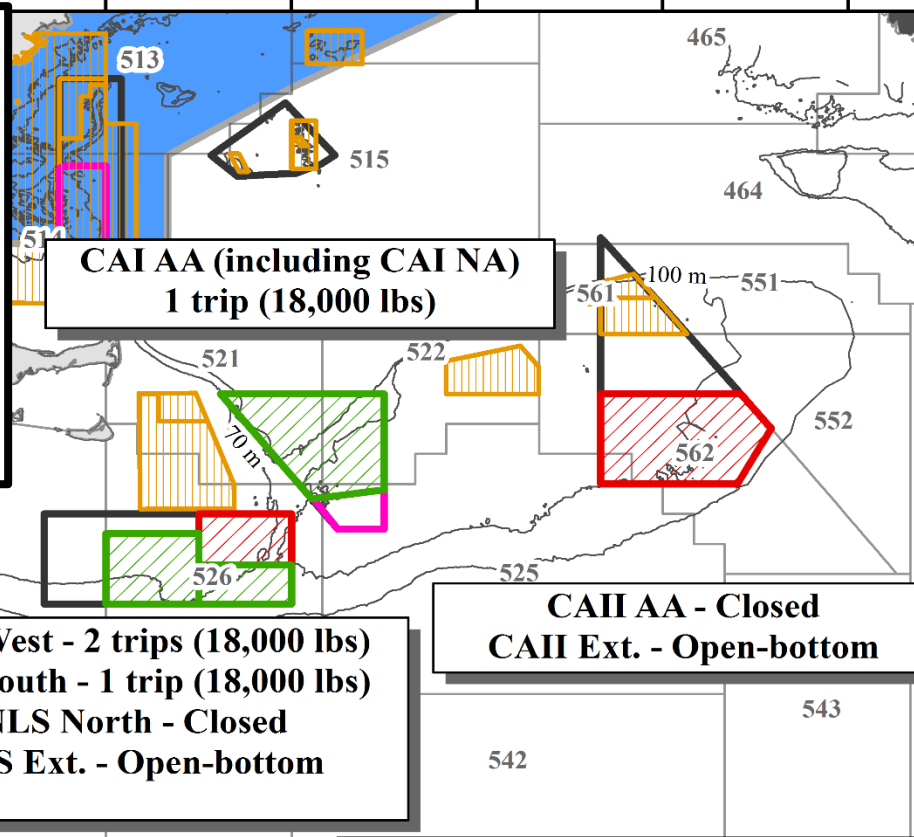 465
513
515
464
514
CAI AA (including CAI NA)
1 trip (18,000 lbs)
100 m
551
561
521
522
552
70 m
562
526
525
CAII AA - Closed
CAII Ext. - Open-bottom
Vest - 2 trips (18,000 lbs)
outh - 1 trip (18,000 lbs)
NLS North - Closed
S Ext. - Open-bottom
543
542